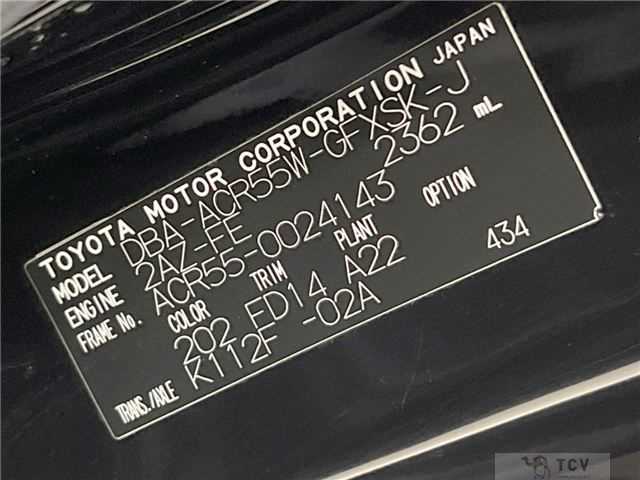 TOYOTA MOTOR CORPORATION JAPAN
MODEL DBA-ACR55W-GFXSK-J
ENGINE 2AZ-FE 2362 mL
FRAME No. ACR55-0024143
COLOR TRIM PLANT OPTION
202 FD14 A22 434
TRANS./AXLE K112F -02A
TCV